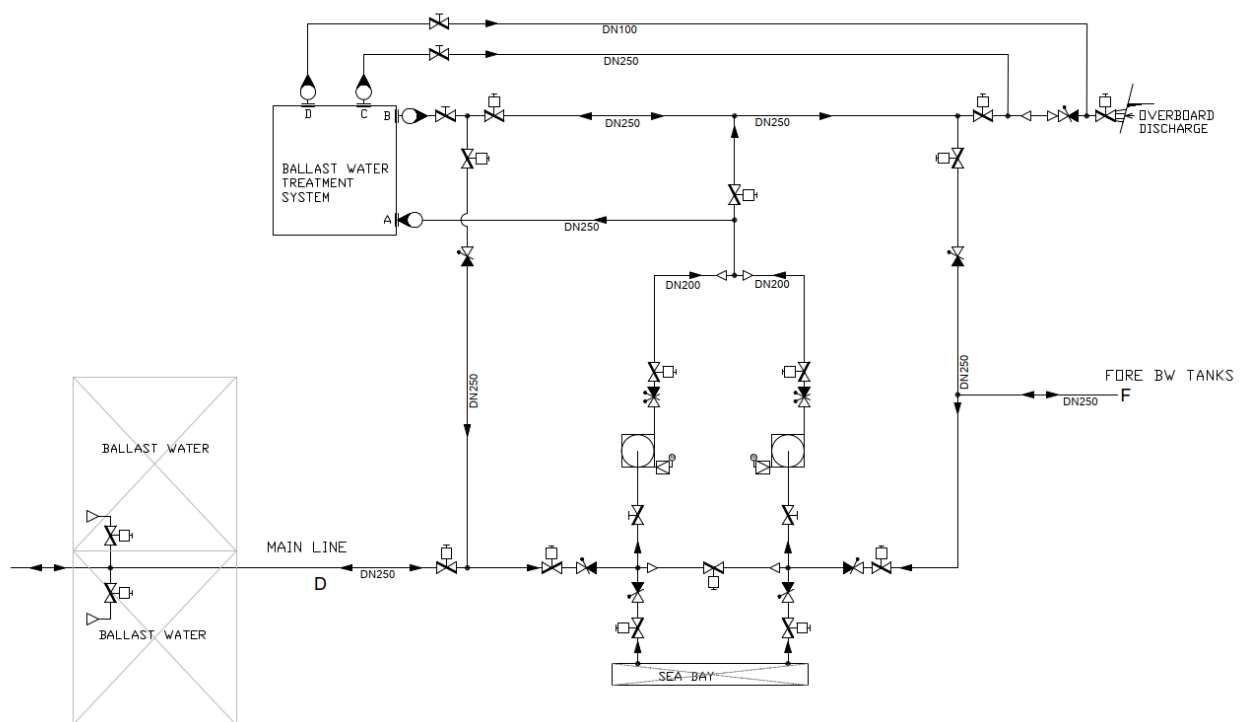 DN100
DN250
D
C
B
DN250
DN250
OVERBOARD
DISCHARGE
BALLAST WATER
TREATMENT
SYSTEM
A
DN250
DN200
DN200
DN250
DN250
FORE BW TANKS
DN250
F
BALLAST WATER
MAIN LINE
DN250
D
BALLAST WATER
SEA BAY